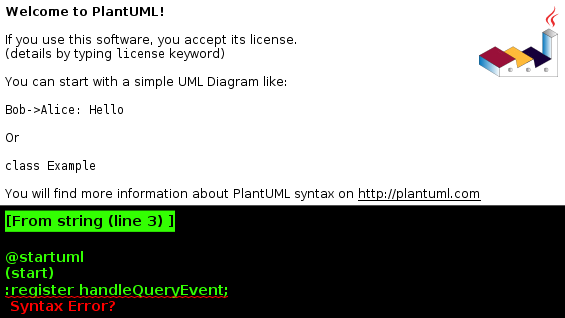 Welcome to PlantUML!
If you use this software, you accept its license.
(details by typing license keyword)
You can start with a simple UML Diagram like:
Bob->Alice: Hello
Or
class Example
You will find more information about PlantUML syntax on http://plantuml.com
[From string (line 3) ]
@startuml
(start)
:register handleQueryEvent;
Syntax Error?